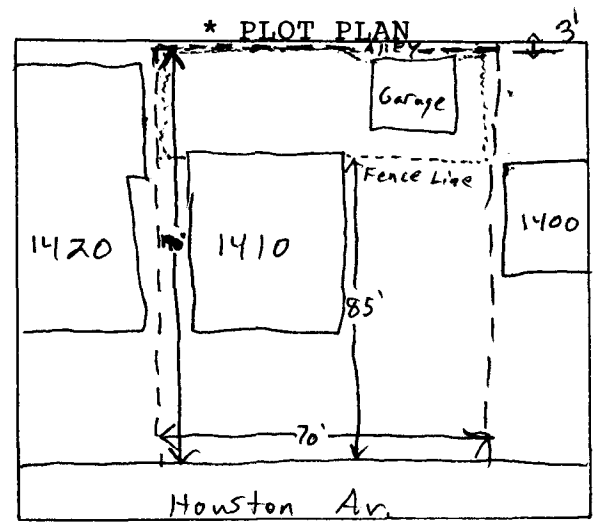 * PLOT PLAN
3'
Alley
Garage
Fence Line
1420
1410
1400
85'
70'
Houston Av.